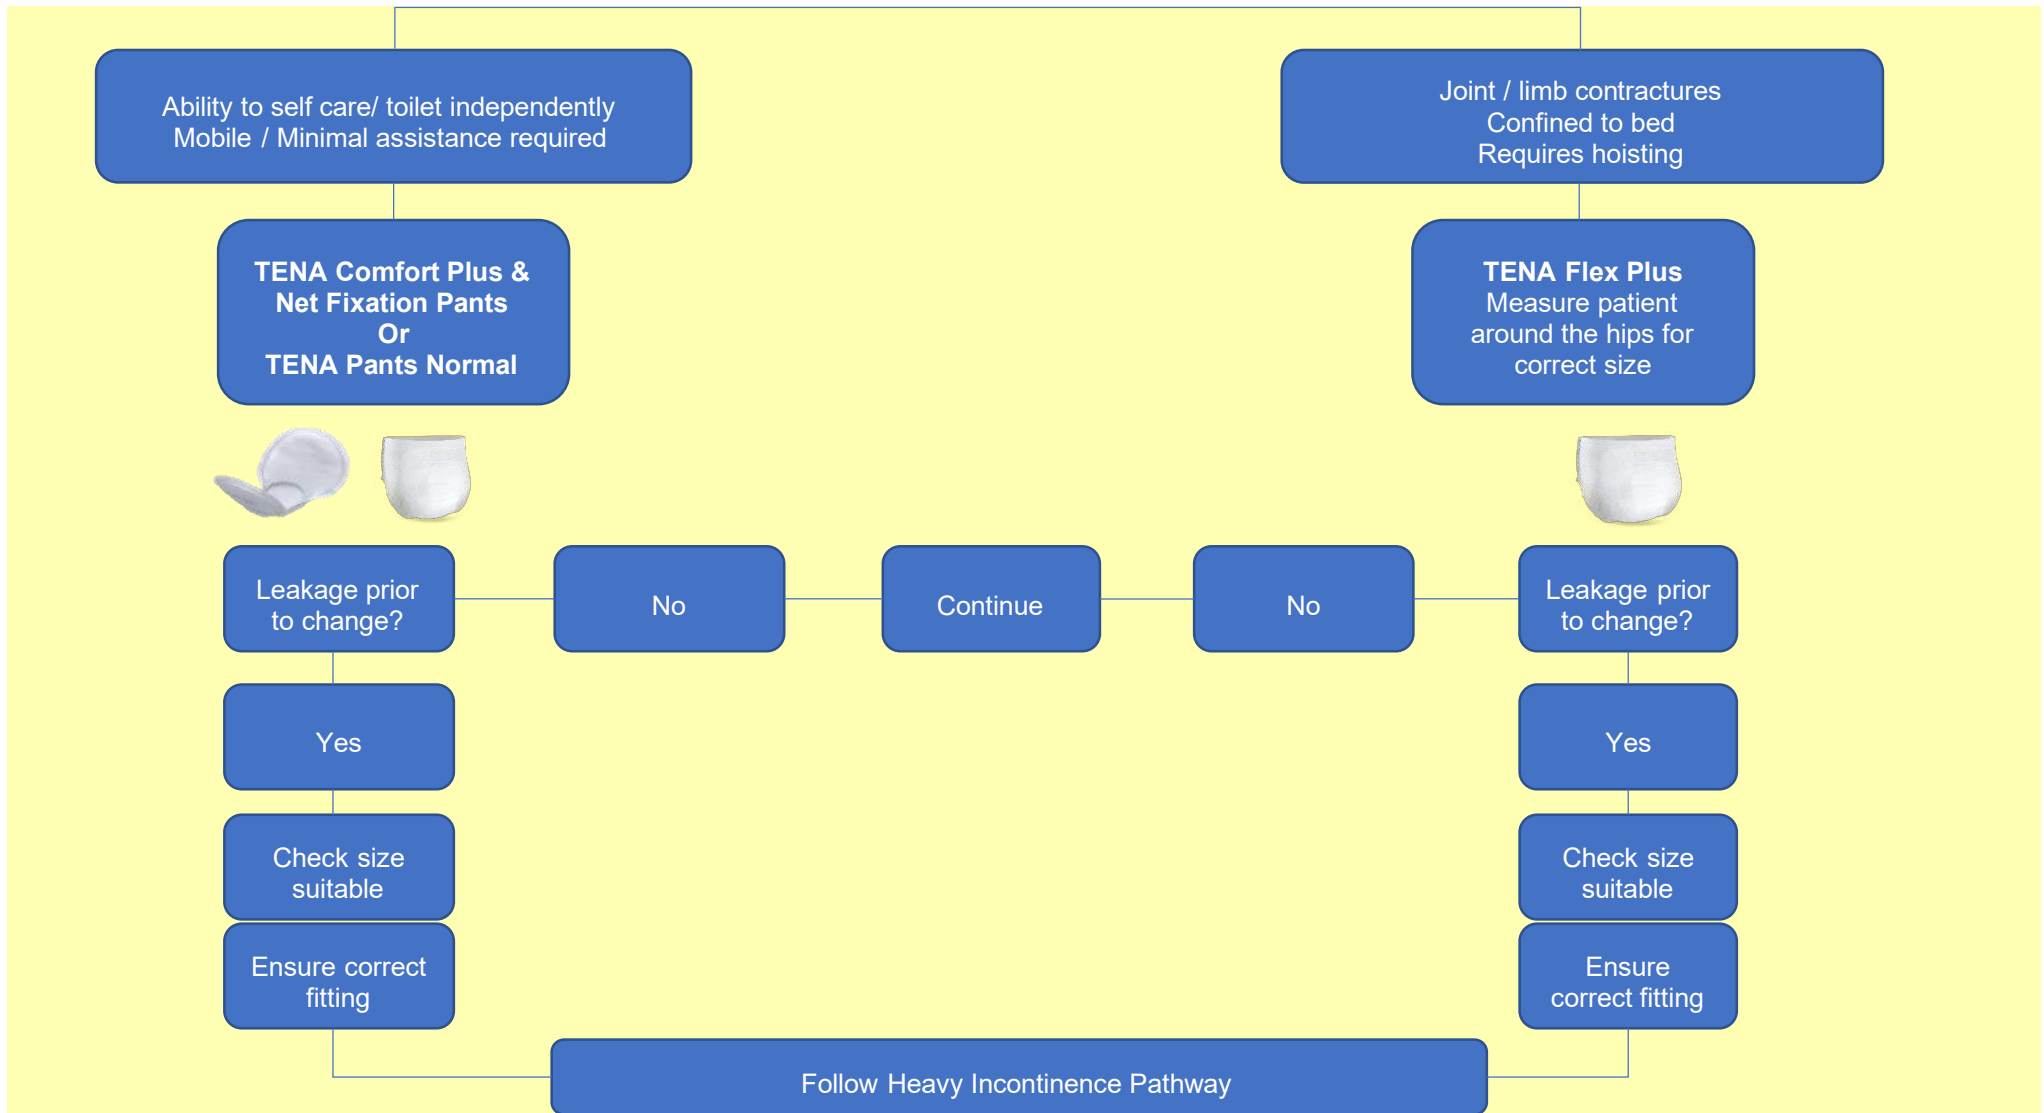 Ability to self care/ toilet independently
Mobile / Minimal assistance required
Joint / limb contractures
Confined to bed
Requires hoisting
TENA Comfort Plus &
Net Fixation Pants
Or
TENA Pants Normal
TENA Flex Plus
Measure patient
around the hips for
correct size
Leakage prior
to change?
No
Continue
No
Leakage prior
to change?
Yes
Yes
Check size
suitable
Check size
suitable
Ensure correct
fitting
Ensure
correct fitting
Follow Heavy Incontinence Pathway